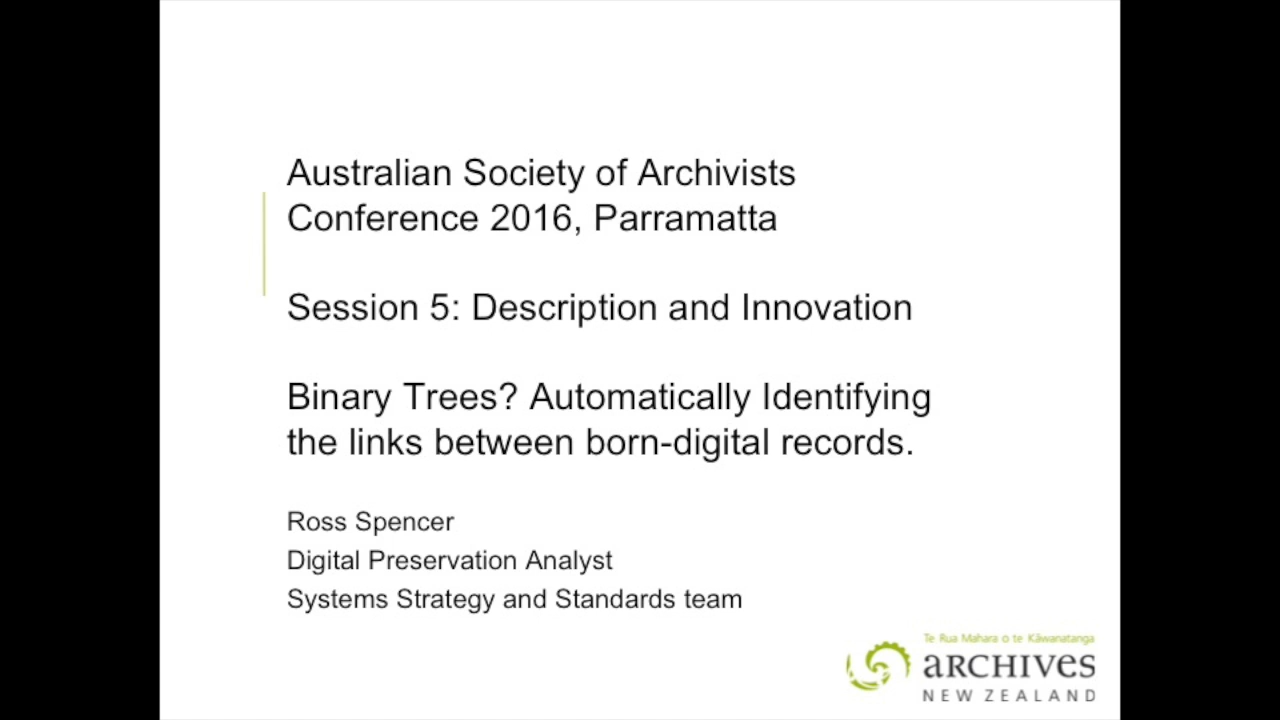 Australian Society of Archivists
Conference 2016, Parramatta
Session 5: Description and Innovation
Binary Trees? Automatically Identifying
the links between born-digital records.
Ross Spencer
Digital Preservation Analyst
Systems Strategy and Standards team
Te Rua Mahara o te Kāwanatanga
ARCHIVES
NEW ZEALAND